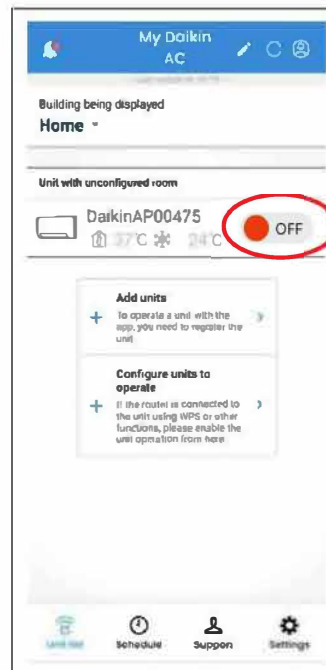 My Daikin
AC
Building being displayed
Home
Unit with unconfigured room
DaikinAP00475
37°C 24°C
OFF
Add units
To operate a unit with the
app, you need to register the
unit
Configure units to
operate
If the router is connected to
the unit using WPS or other
functions, please enable the
unit operation from here
Unit list Schedule Support Settings